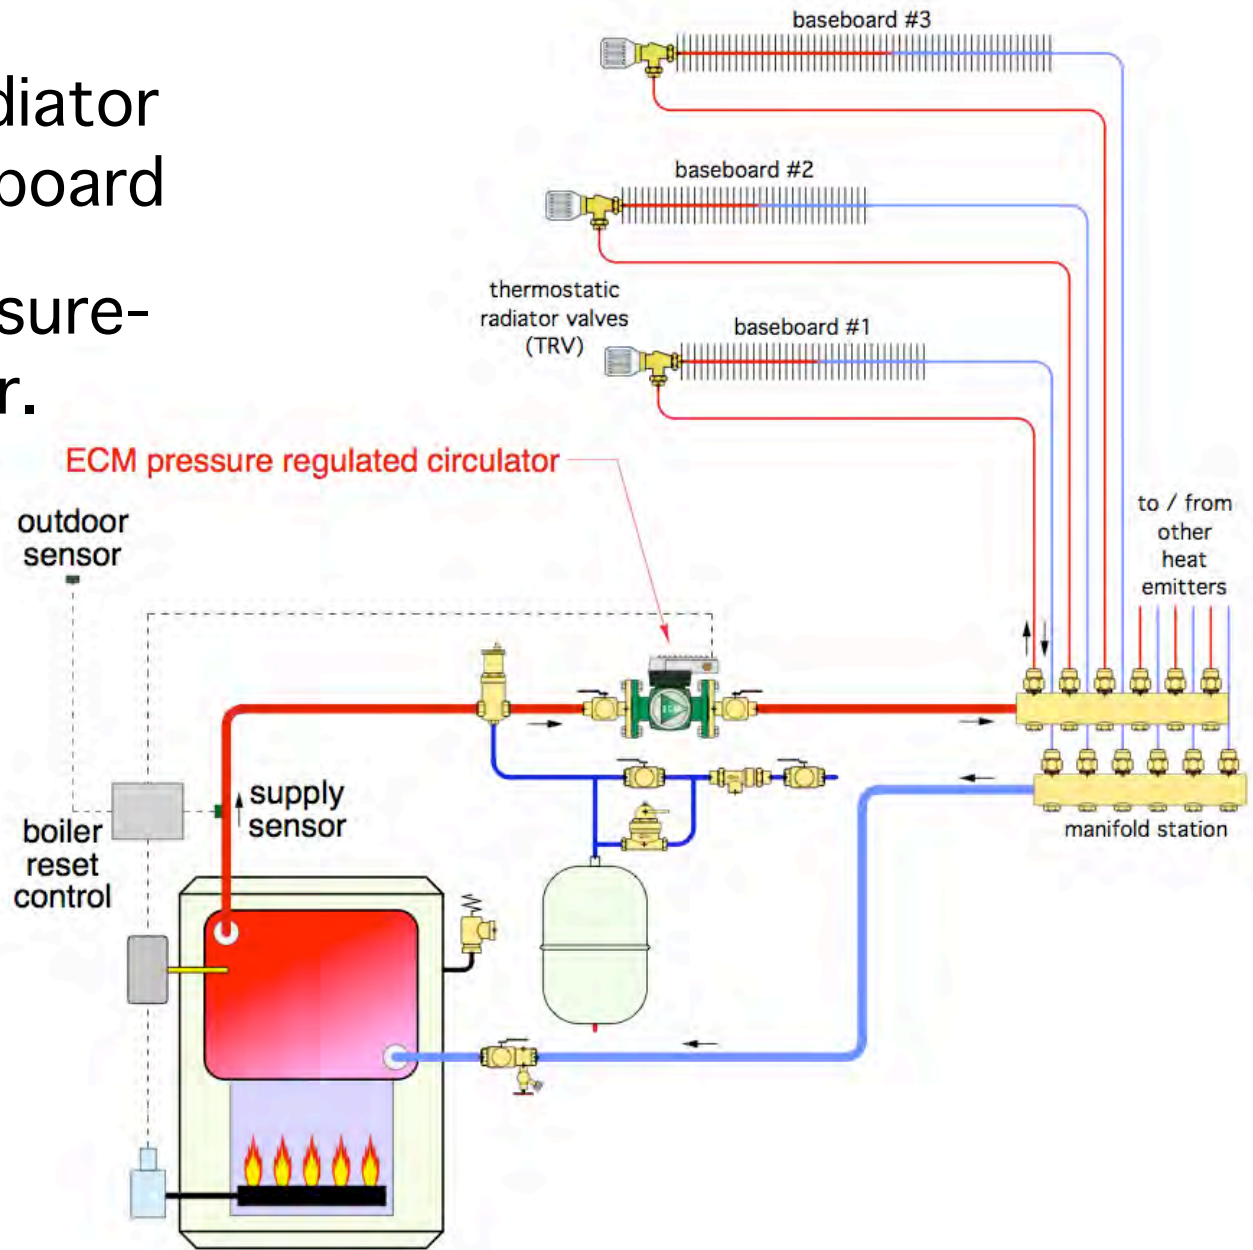 diator
board
sure-
r.
baseboard #3
baseboard #2
thermostatic
radiator valves
(TRV)
baseboard #1
ECM pressure regulated circulator
outdoor
sensor
to / from
other
heat
emitters
ECM
supply
sensor
boiler
reset
control
manifold station